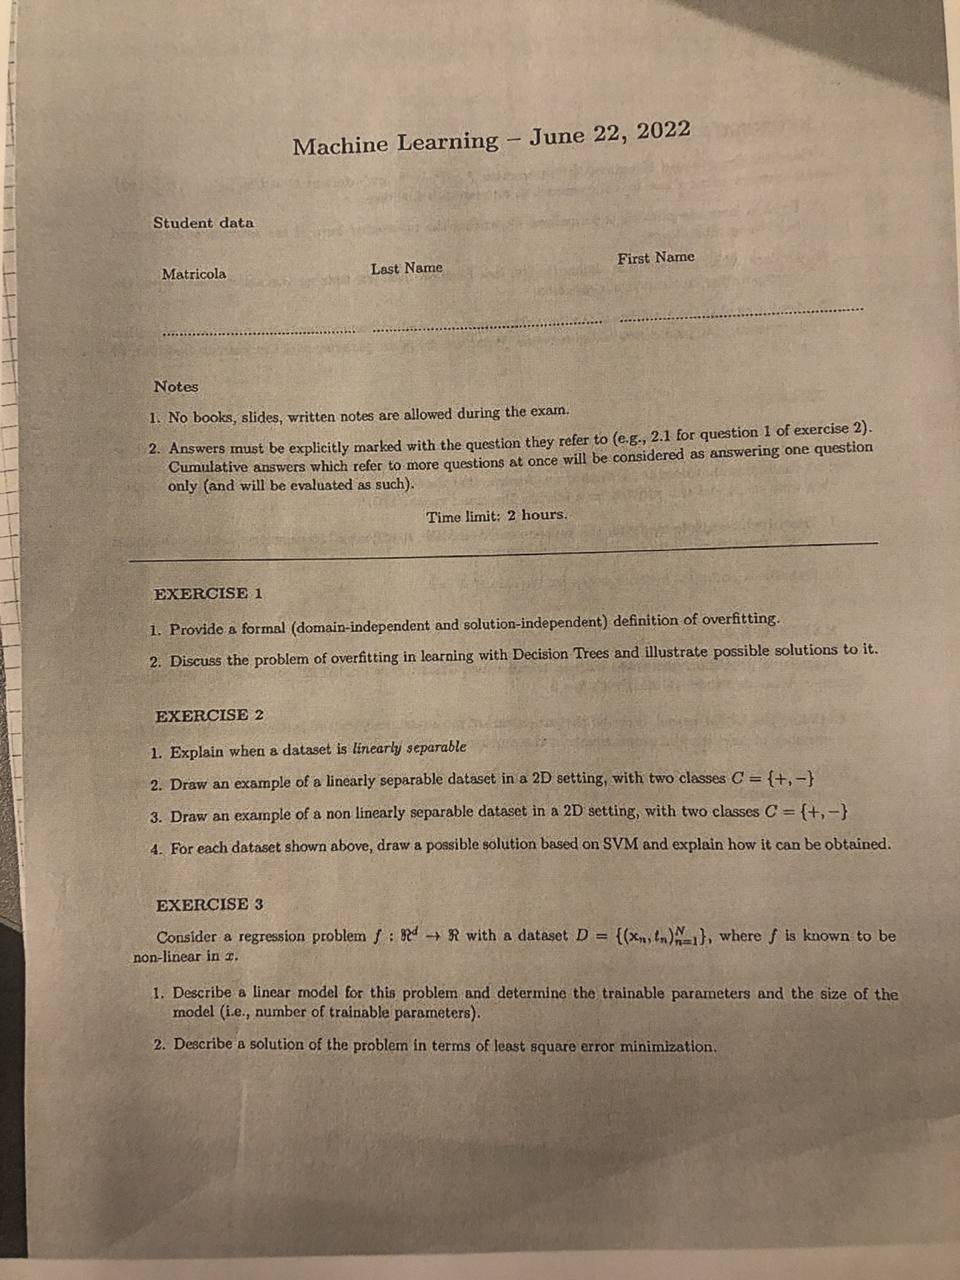 Machine Learning – June 22, 2022
Student data
Matricola Last Name First Name
Notes
1. No books, slides, written notes are allowed during the exam.
2. Answers must be explicitly marked with the question they refer to (e.g., 2.1 for question 1 of exercise 2).
Cumulative answers which refer to more questions at once will be considered as answering one question
only (and will be evaluated as such).
Time limit: 2 hours.
EXERCISE 1
1. Provide a formal (domain-independent and solution-independent) definition of overfitting.
2. Discuss the problem of overfitting in learning with Decision Trees and illustrate possible solutions to it.
EXERCISE 2
1. Explain when a dataset is linearly separable
2. Draw an example of a linearly separable dataset in a 2D setting, with two classes C = {+, −}
3. Draw an example of a non linearly separable dataset in a 2D setting, with two classes C = {+, −}
4. For each dataset shown above, draw a possible solution based on SVM and explain how it can be obtained.
EXERCISE 3
Consider a regression problem f : ℜ^d → ℜ with a dataset D = {(x_n, t_n)_{n=1}^N}, where f is known to be
non-linear in x.
1. Describe a linear model for this problem and determine the trainable parameters and the size of the
model (i.e., number of trainable parameters).
2. Describe a solution of the problem in terms of least square error minimization.